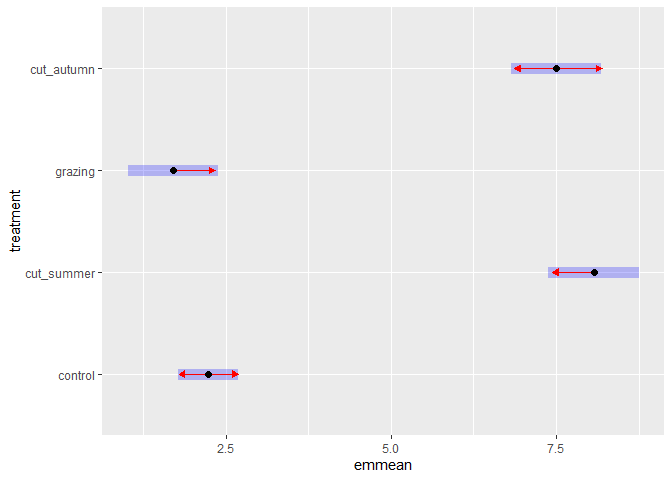 cut_autumn
grazing
cut_summer
control
treatment
2.5
5.0
7.5
emmean